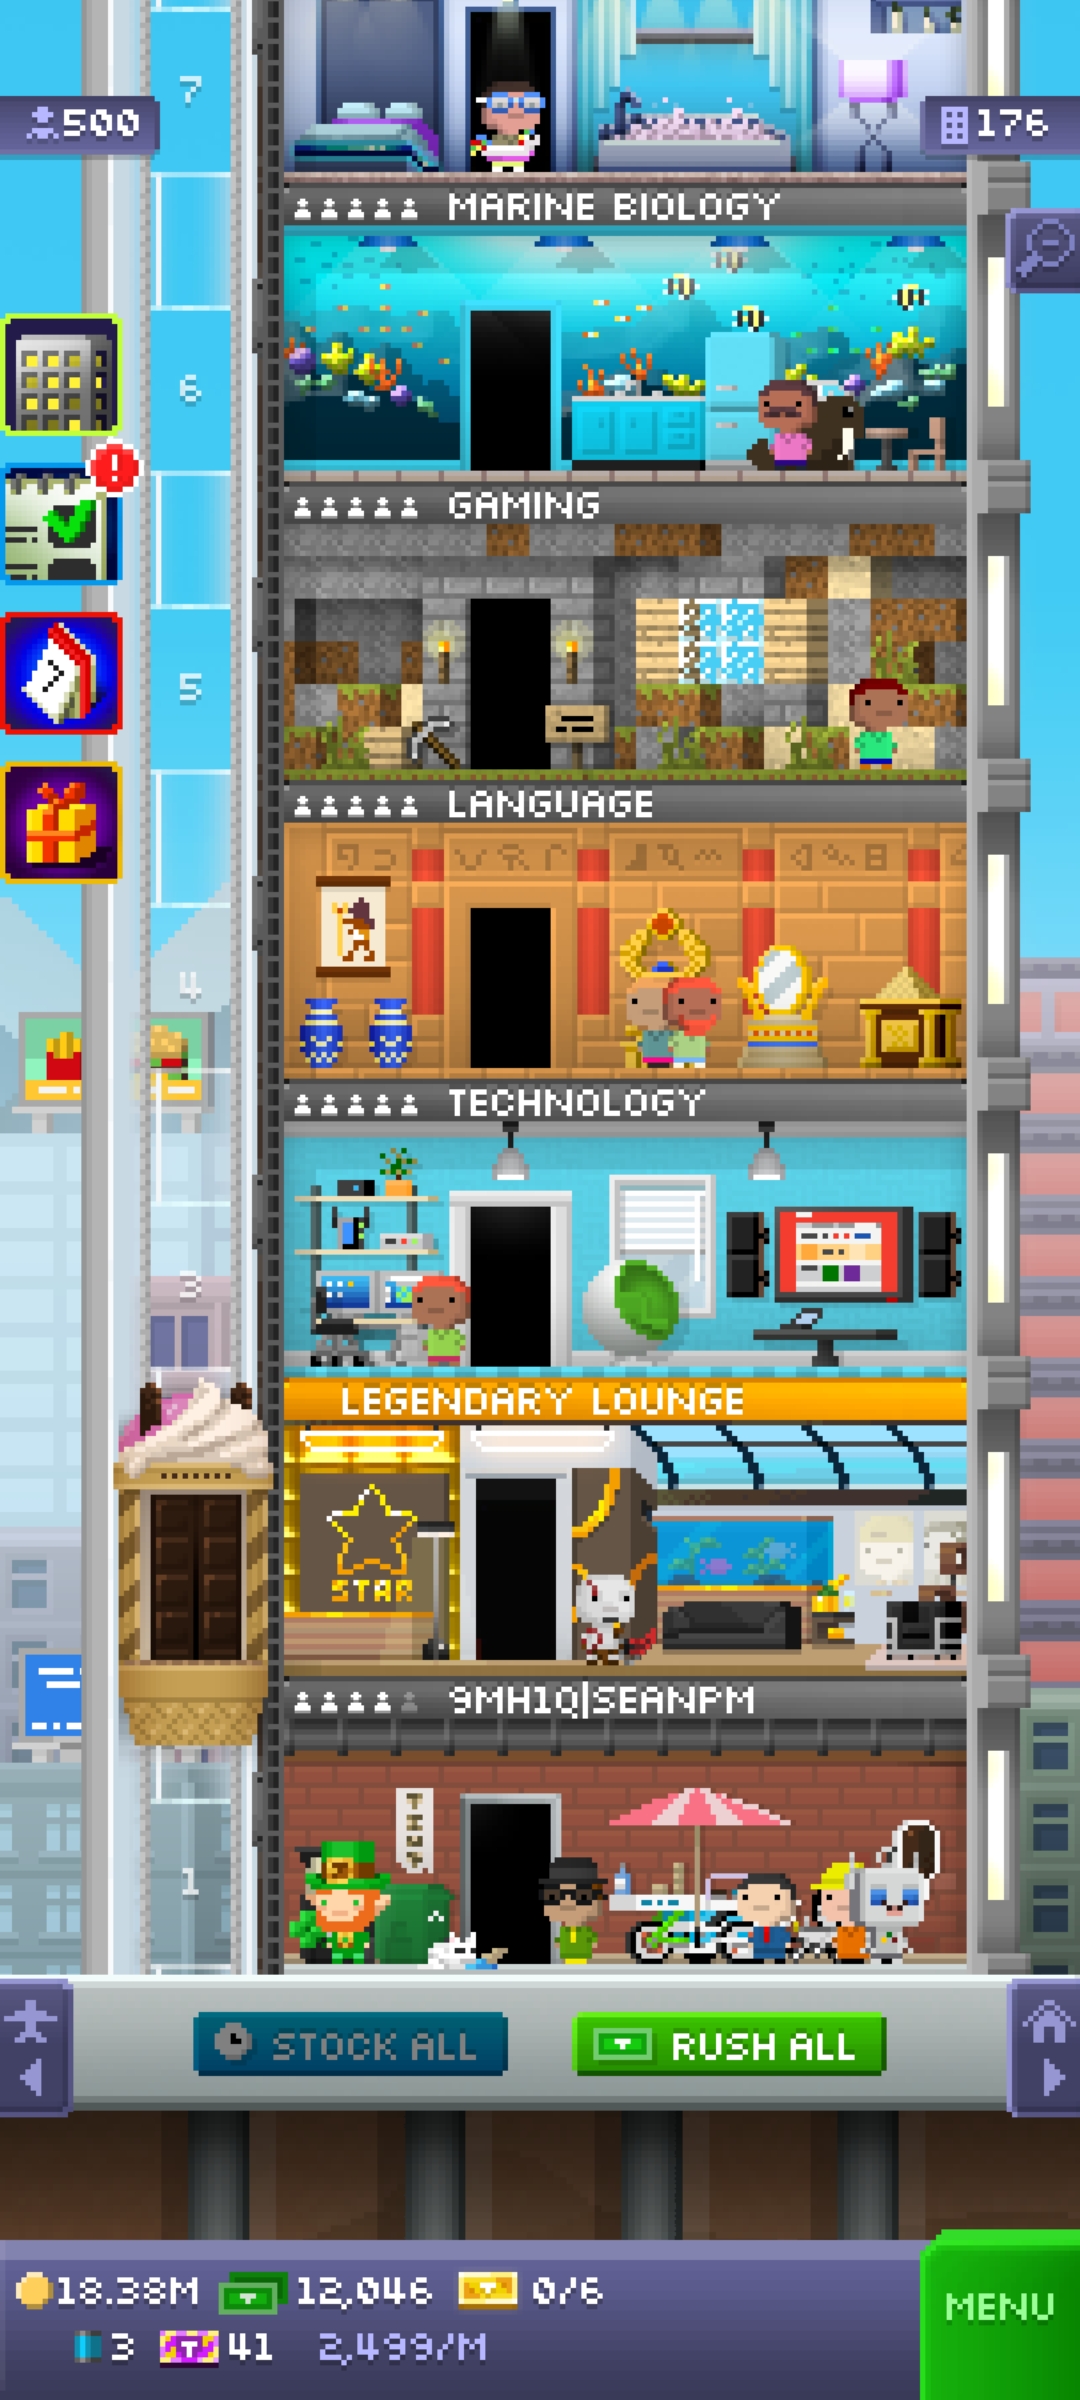 7
500
176
MARINE BIOLOGY
6
GAMING
5
LANGUAGE
4
TECHNOLOGY
3
LEGENDARY LOUNGE
STAR
9MH1Q|SEANPM
TINY
1
STOCK ALL
RUSH ALL
18.38M
12,046
0/6
MENU
3
41
2,499/M